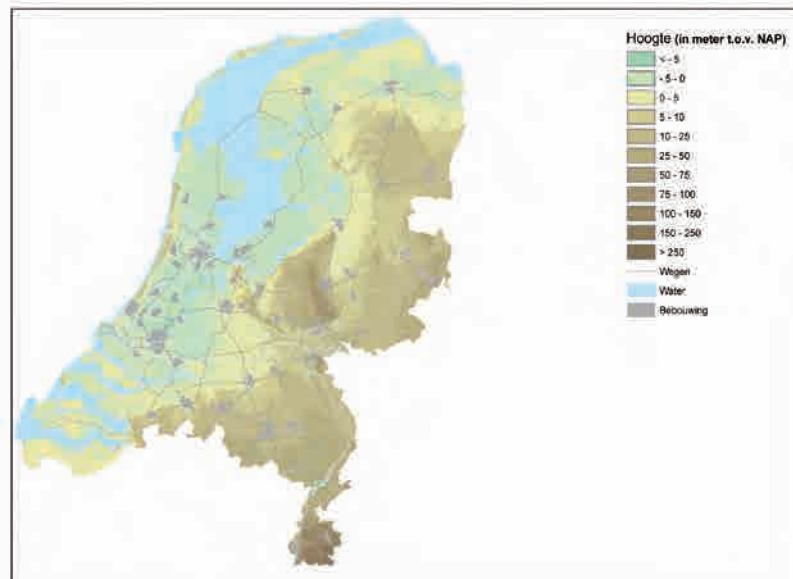 Hoogte (in meter t.o.v. NAP)
< - 5
- 5 - 0
0 - 5
5 - 10
10 - 25
25 - 50
50 - 75
75 - 100
100 - 150
150 - 250
> 250
Wegen
Water
Bebouwing